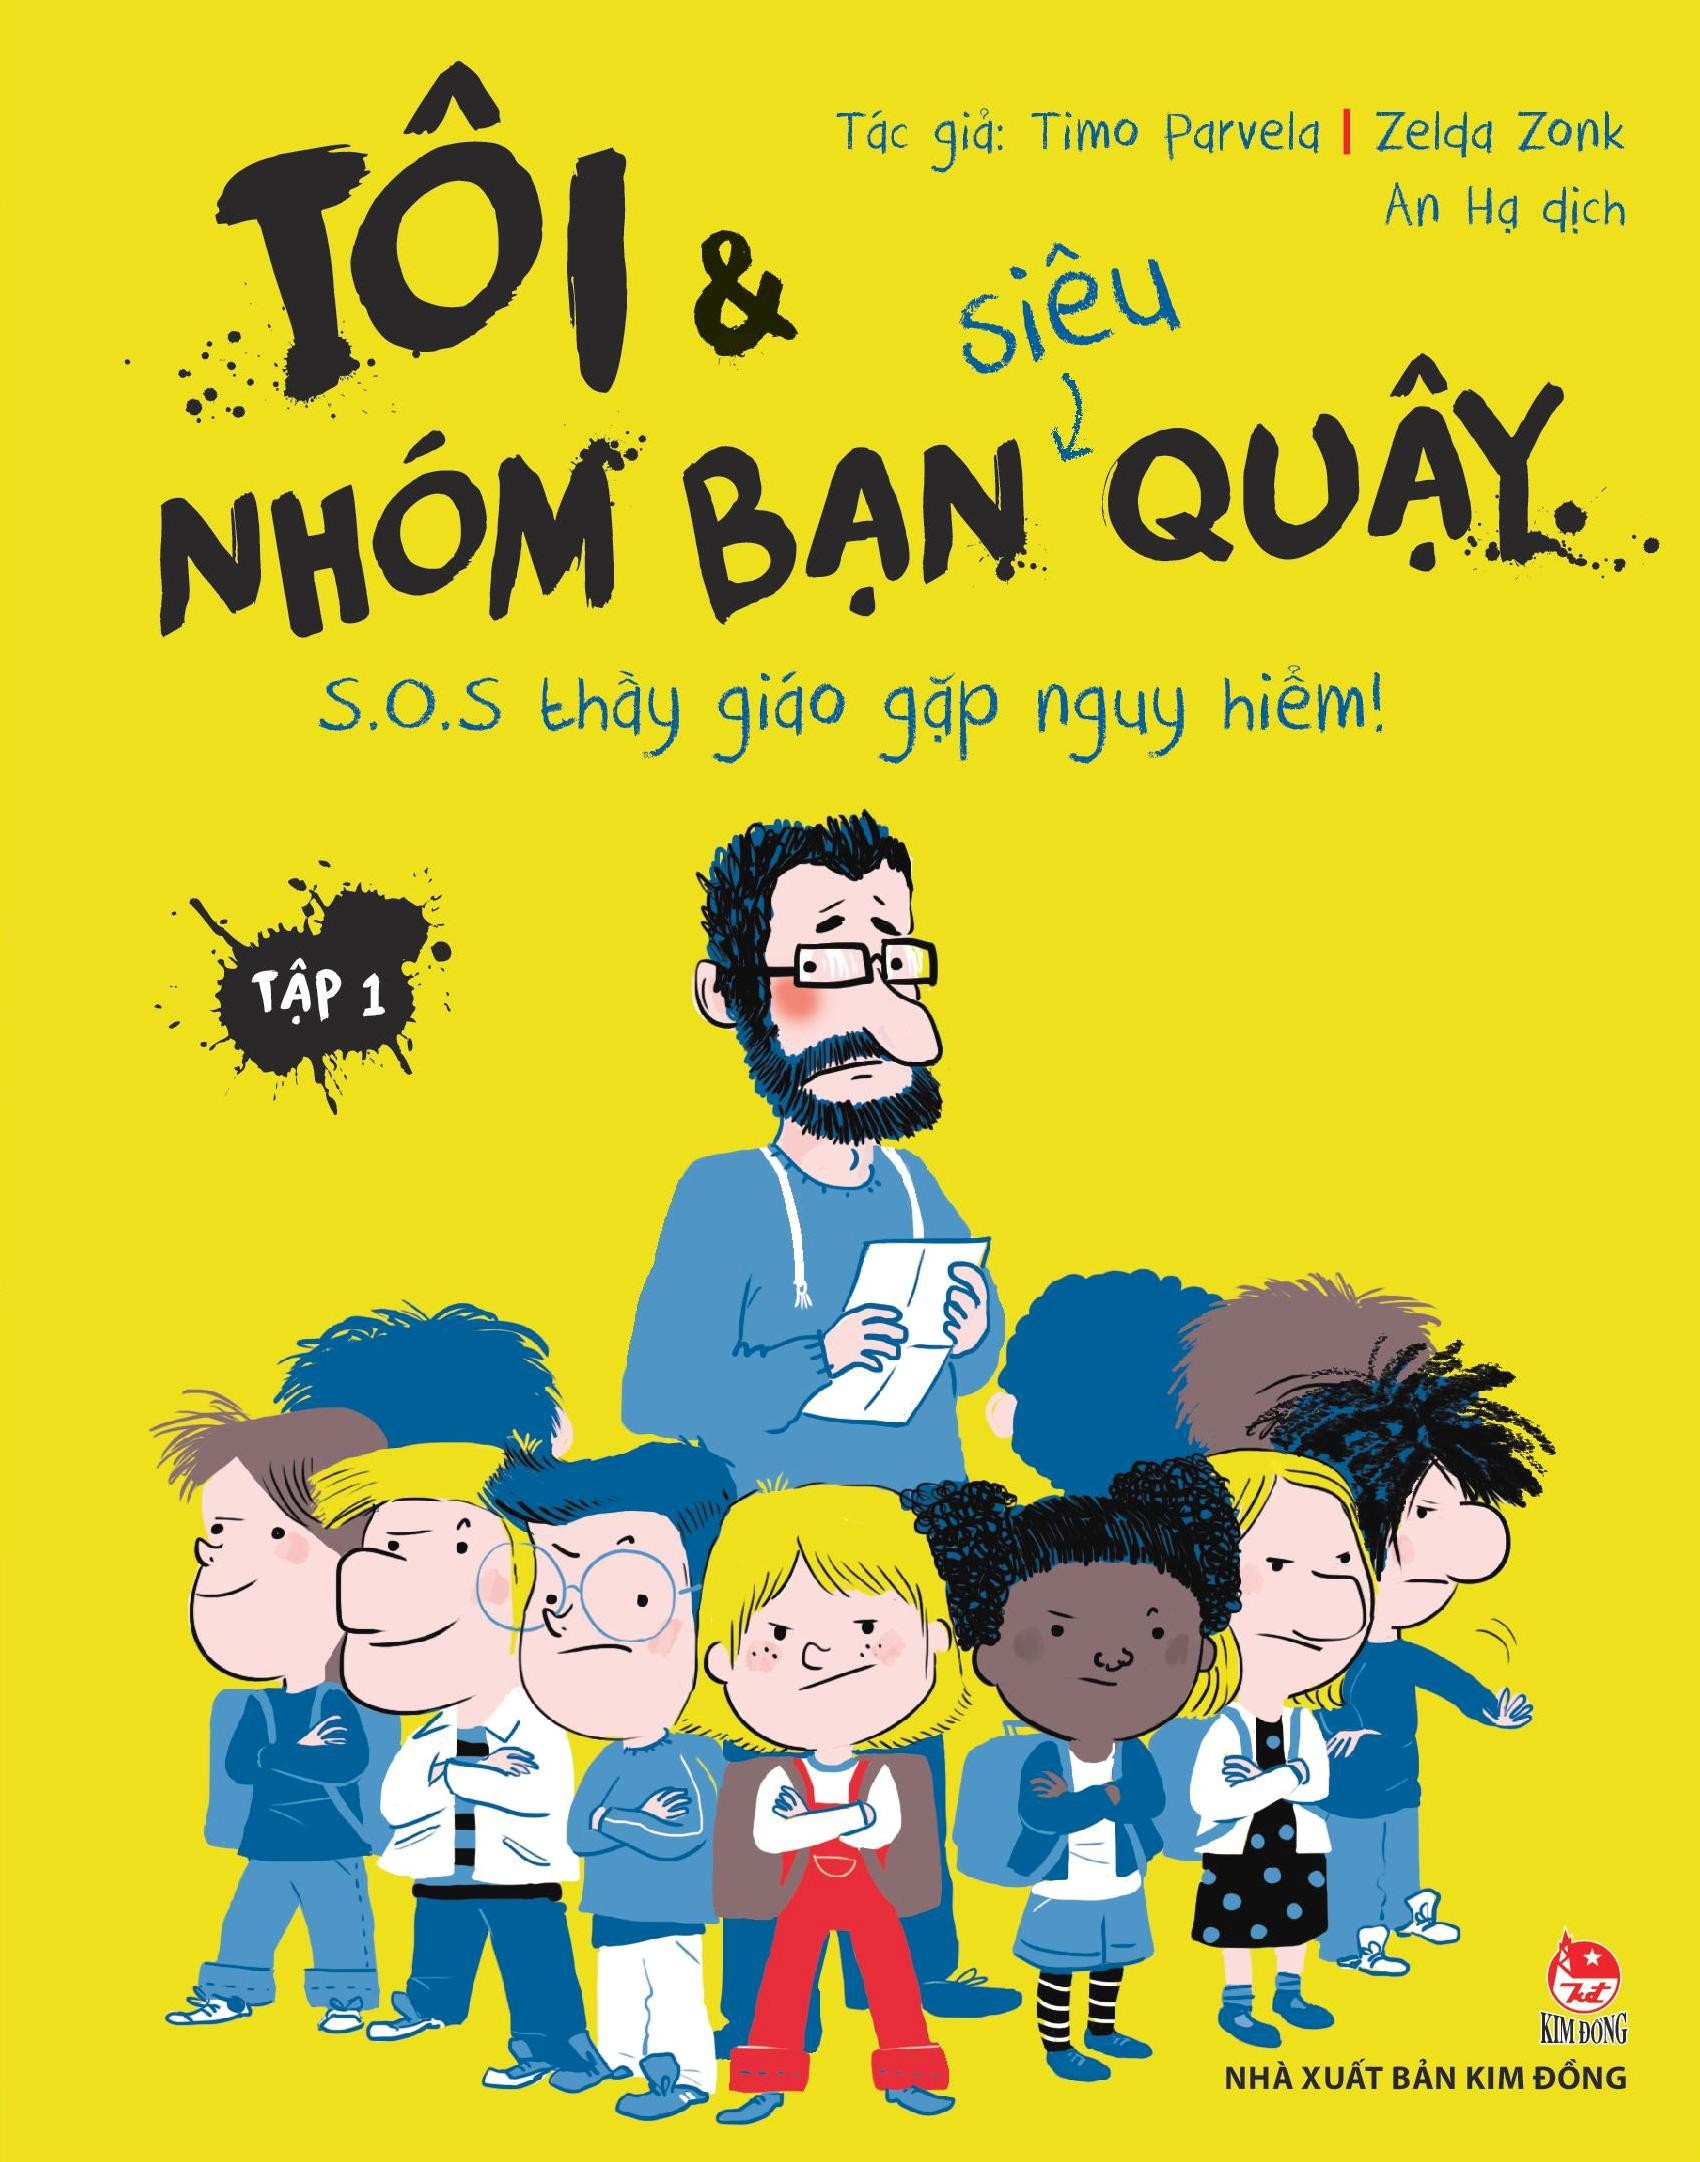 Tác giả: Timo Parvela | Zelda Zonk
An Hạ dịch
TÔI &
siêu
NHÓM BẠN QUẬY
S.O.S thầy giáo gặp nguy hiểm!
TẬP 1
Kđ
KIM ĐỒNG
NHÀ XUẤT BẢN KIM ĐỒNG